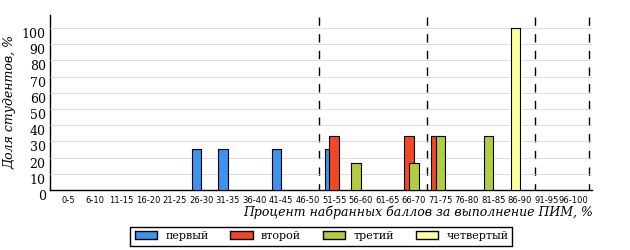 Доля студентов, %
100
90
80
70
60
50
40
30
20
10
0
0-5 6-10 11-15 16-20 21-25 26-30 31-35 36-40 41-45 46-50 51-55 56-60 61-65 66-70 71-75 76-80 81-85 86-90 91-95 96-100
Процент набранных баллов за выполнение ПИМ, %
первый второй третий четвертый